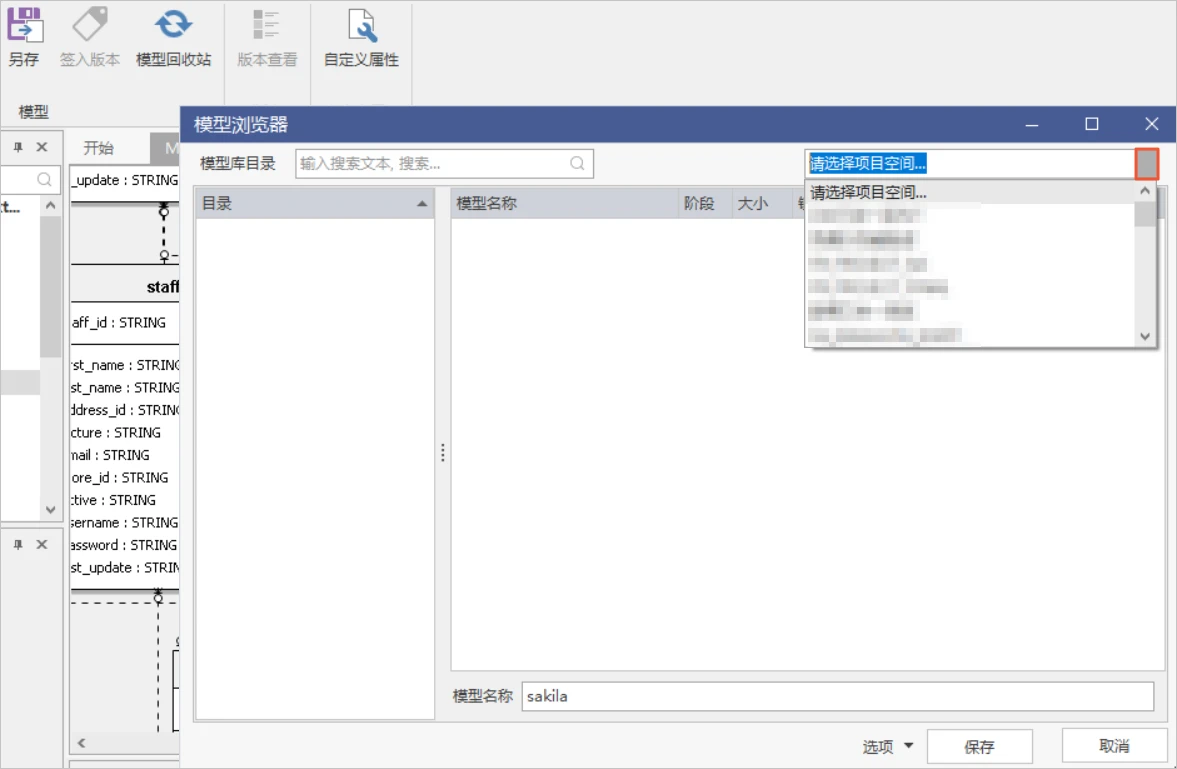 另存
签入版本
模型回收站
版本查看
自定义属性
模型
开始
M
模型浏览器
模型库目录
输入搜索文本, 搜索...
请选择项目空间...
请选择项目空间...
目录
模型名称
阶段
大小
t...
_update : STRING
staff
aff_id : STRING
rst_name : STRING
st_name : STRING
ddress_id : STRING
cture : STRING
nail : STRING
ore_id : STRING
ctive : STRING
sername : STRING
assword : STRING
st_update : STRIN
模型名称
sakila
选项
保存
取消